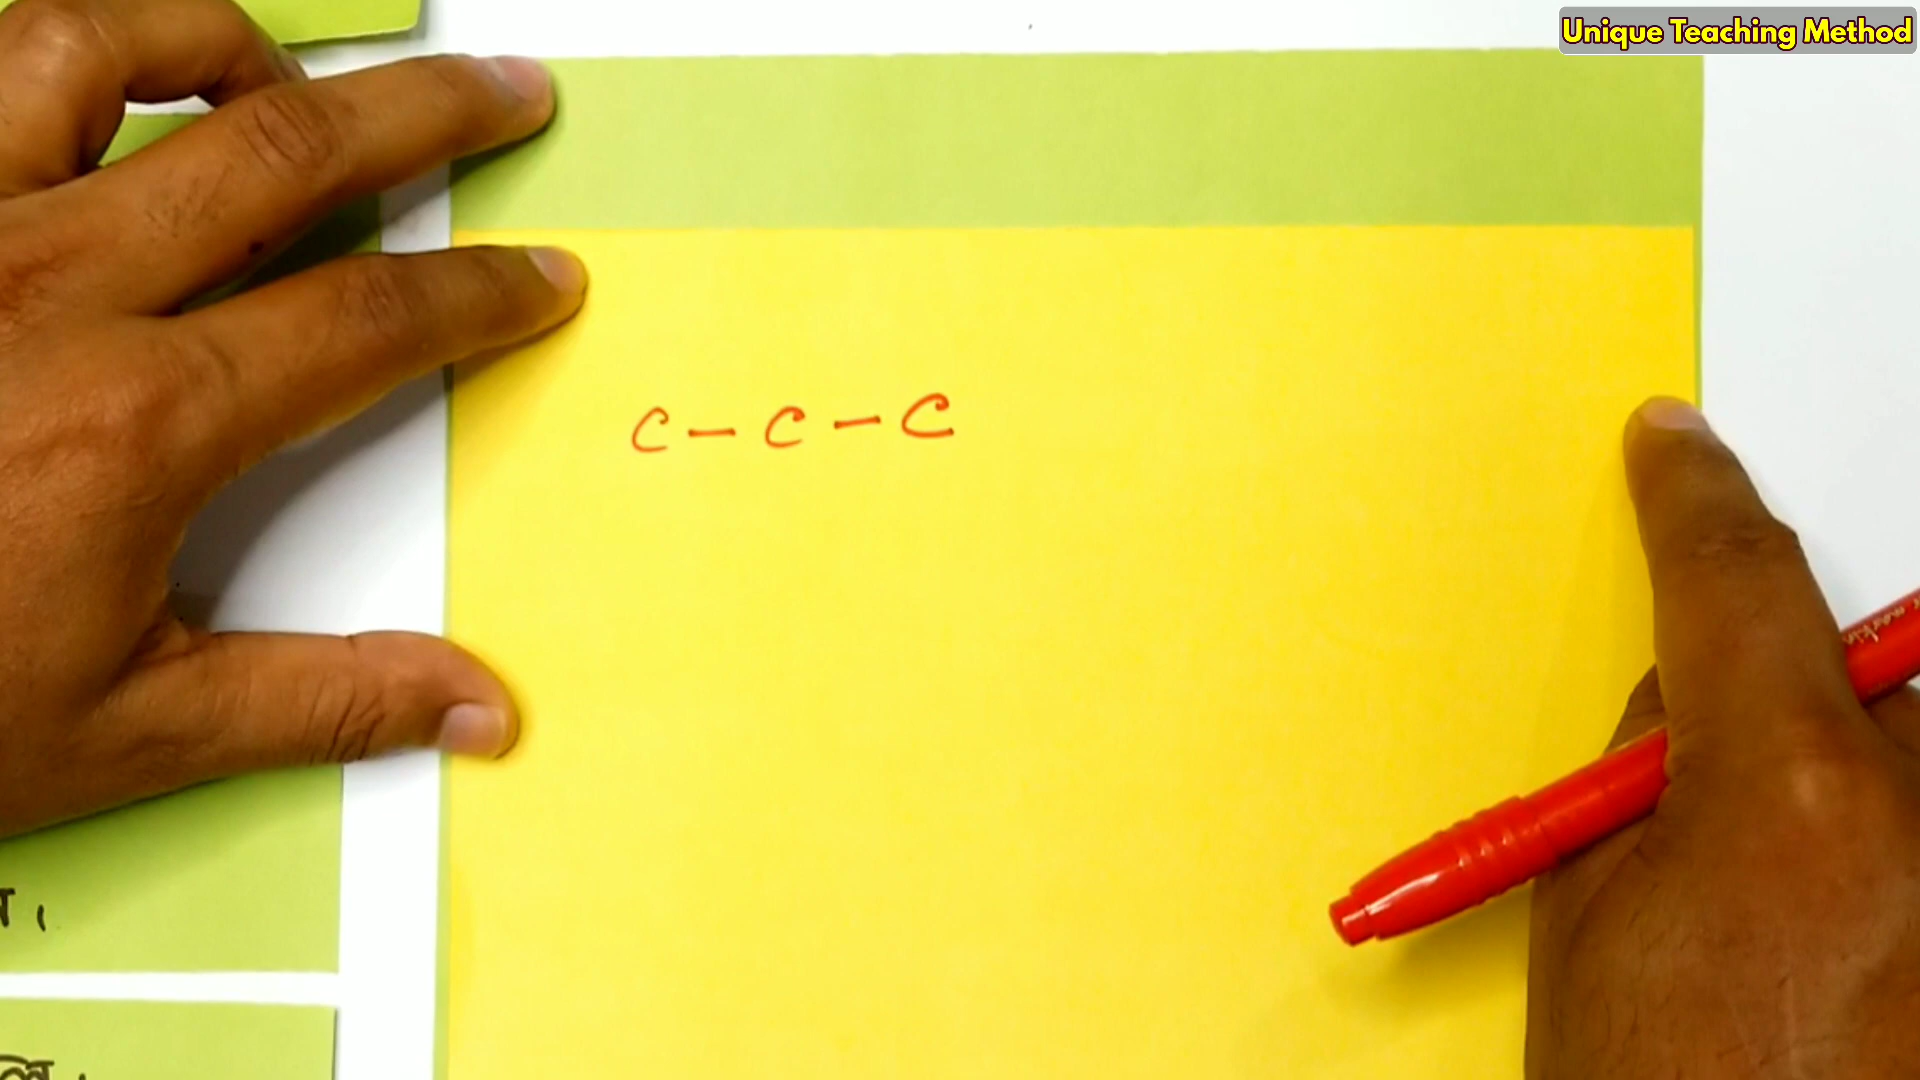 Unique Teaching Method
C – C – C